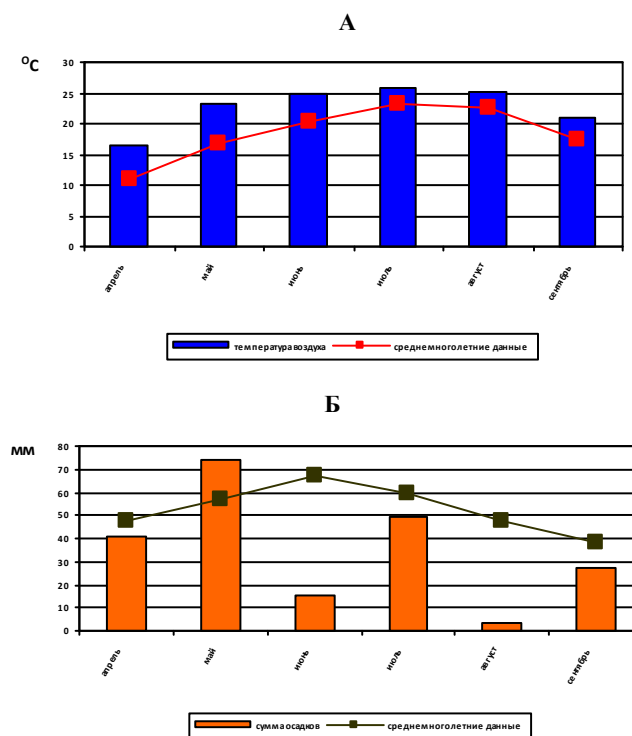 А
ᴼС
30
25
20
15
10
5
0
апрель
май
июнь
июль
август
сентябрь
температура воздуха
среднемноголетние данные
Б
мм
80
70
60
50
40
30
20
10
0
апрель
май
июнь
июль
август
сентябрь
сумма осадков
среднемноголетние данные